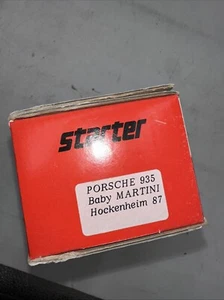 starter
PORSCHE 935
Baby MARTINI
Hockenheim 87